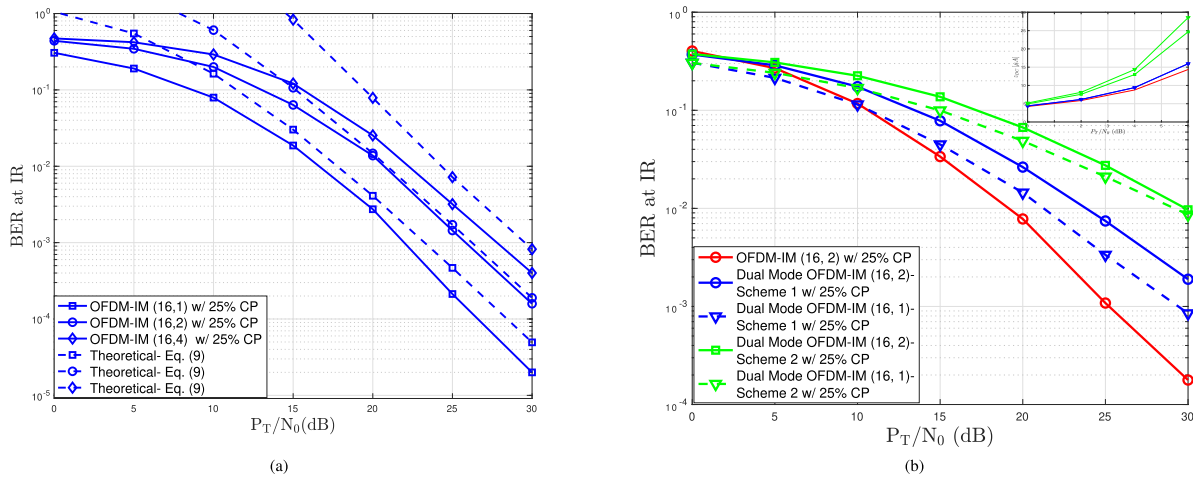 10^0
10^-1
10^-2
10^-3
10^-4
10^-5
BER at IR
0 5 10 15 20 25 30
P_T/N_0(dB)
OFDM-IM (16,1) w/ 25% CP
OFDM-IM (16,2) w/ 25% CP
OFDM-IM (16,4) w/ 25% CP
Theoretical- Eq. (9)
Theoretical- Eq. (9)
Theoretical- Eq. (9)
(a)
10^0
10^-1
10^-2
10^-3
10^-4
BER at IR
0 5 10 15 20 25 30
P_T/N_0 (dB)
P_T/N_0 (dB)
OFDM-IM (16, 2) w/ 25% CP
Dual Mode OFDM-IM (16, 2)-
Scheme 1 w/ 25% CP
Dual Mode OFDM-IM (16, 1)-
Scheme 1 w/ 25% CP
Dual Mode OFDM-IM (16, 2)-
Scheme 2 w/ 25% CP
Dual Mode OFDM-IM (16, 1)-
Scheme 2 w/ 25% CP
(b)